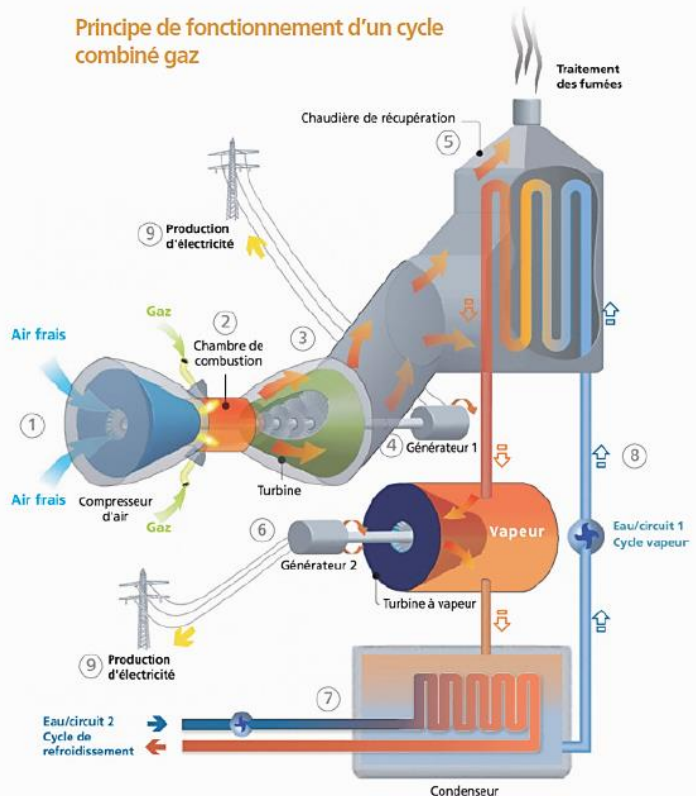 Principe de fonctionnement d'un cycle
combiné gaz
Traitement
des fumées
Chaudière de récupération
5
9
Production
d'électricité
Gaz
2
Chambre de
combustion
3
Air frais
1
4
Générateur 1
Turbine
Air frais
Compresseur
d'air
Gaz
8
6
Vapeur
Eau/circuit 1
Cycle vapeur
Générateur 2
Turbine à vapeur
9
Production
d'électricité
7
Eau/circuit 2
Cycle de
refroidissement
Condenseur